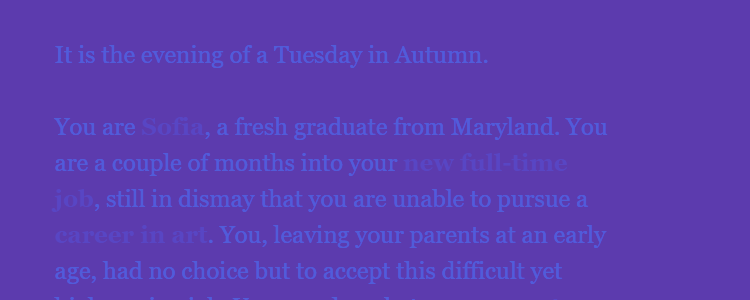 It is the evening of a Tuesday in Autumn.
You are Sofia, a fresh graduate from Maryland. You
are a couple of months into your new full-time
job, still in dismay that you are unable to pursue a
career in art. You, leaving your parents at an early
age, had no choice but to accept this difficult yet